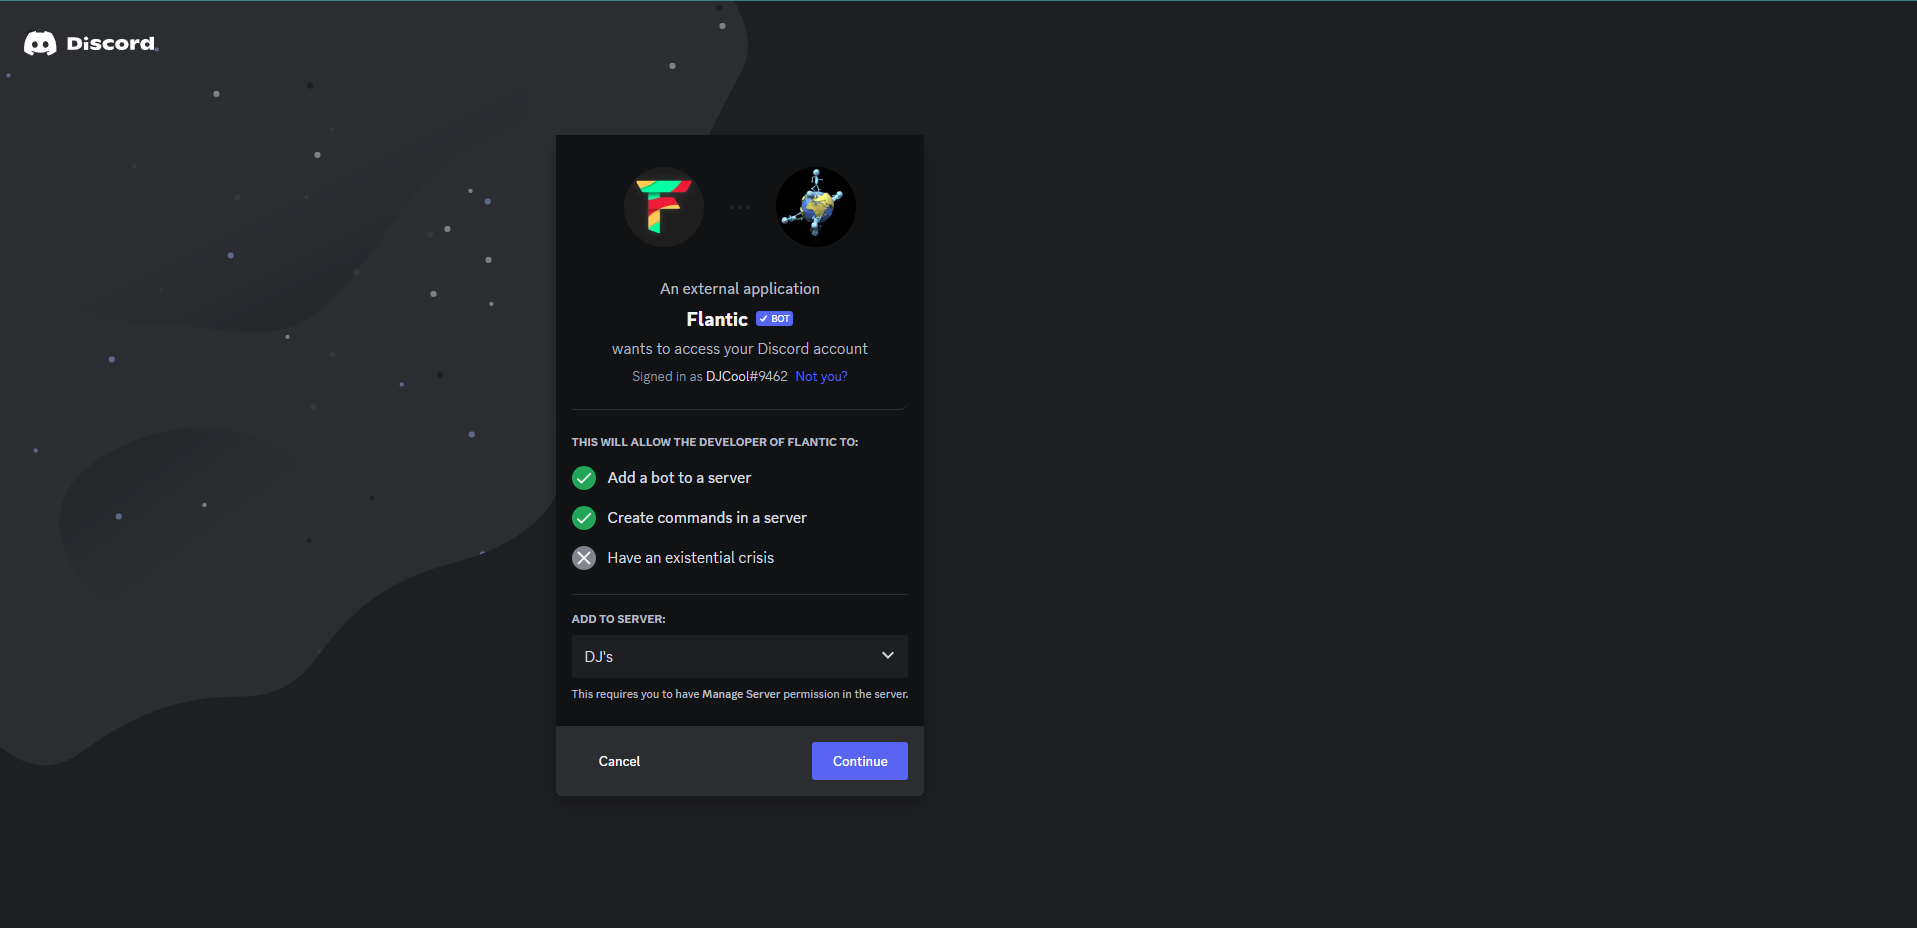 Discord
An external application
Flantic ✓ BOT
wants to access your Discord account
Signed in as DJCool#9462 Not you?
THIS WILL ALLOW THE DEVELOPER OF FLANTIC TO:
Add a bot to a server
Create commands in a server
Have an existential crisis
ADD TO SERVER:
DJ's
This requires you to have Manage Server permission in the server.
Cancel
Continue